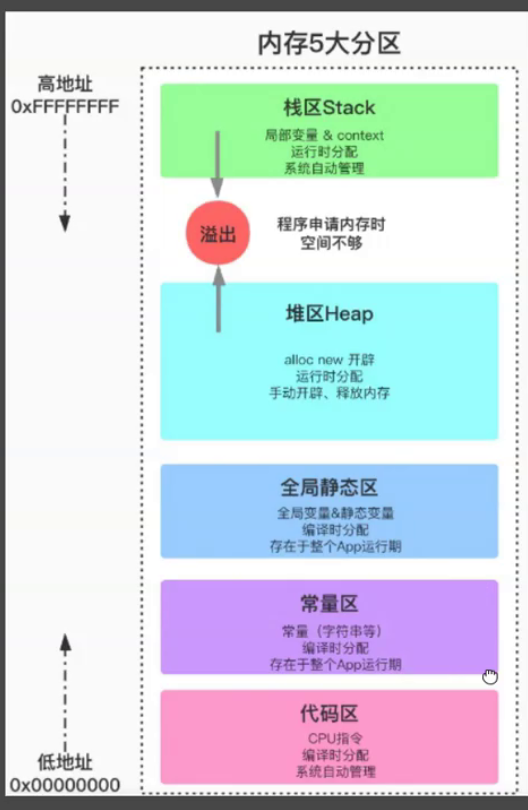 内存5大分区
高地址
0xFFFFFFFF
栈区Stack
局部变量 & context
运行时分配
系统自动管理
溢出
程序申请内存时
空间不够
堆区Heap
alloc new 开辟
运行时分配
手动开辟、释放内存
全局静态区
全局变量&静态变量
编译时分配
存在于整个App运行期
常量区
常量（字符串等）
编译时分配
存在于整个App运行期
代码区
CPU指令
编译时分配
系统自动管理
低地址
0x00000000